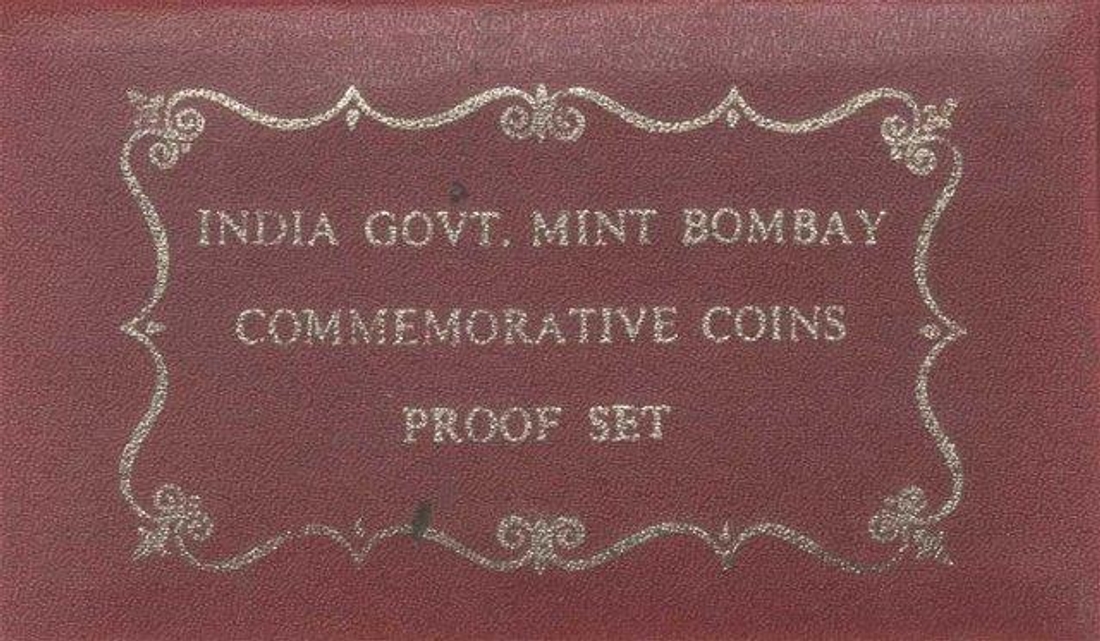 INDIA GOVT. MINT BOMBAY
COMMEMORATIVE COINS
PROOF SET